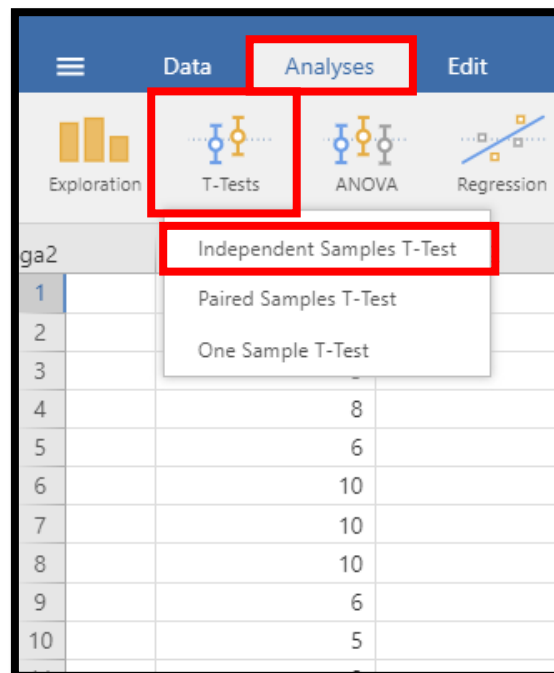 Data Analyses Edit
Exploration T-Tests ANOVA Regression
ga2
Independent Samples T-Test
1
Paired Samples T-Test
2
One Sample T-Test
3
4 8
5 6
6 10
7 10
8 10
9 6
10 5